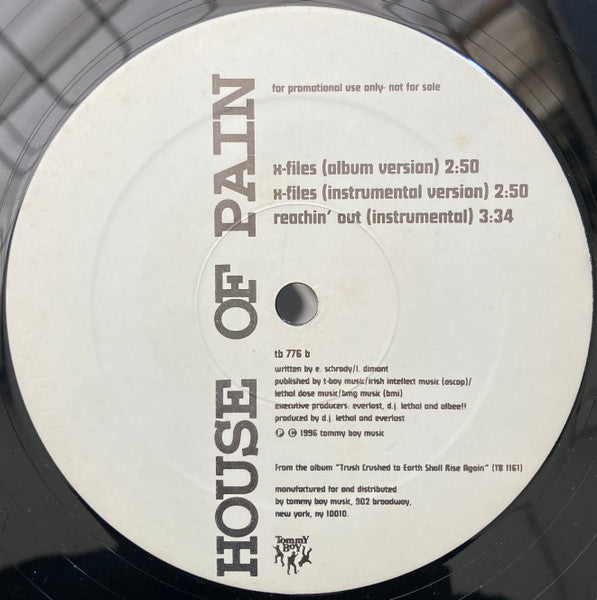 HOUSE OF PAIN
for promotional use only- not for sale
x-files (album version) 2:50
x-files (instrumental version) 2:50
reachin' out (instrumental) 3:34
tb 776 b
written by e. schrody/l. dimant
published by t-boy music/irish intellect music (ascap)/
lethal dose music/bmg music (bmi)
executive producers: everlast, d.j. lethal and albee!!
produced by d.j. lethal and everlast
℗ © 1996 tommy boy music
From the album "Trush Crushed to Earth Shall Rise Again" (TB 1161)
manufactured for and distributed
by tommy boy music, 902 broadway,
new york, ny 10010.
TOMMY
BOY